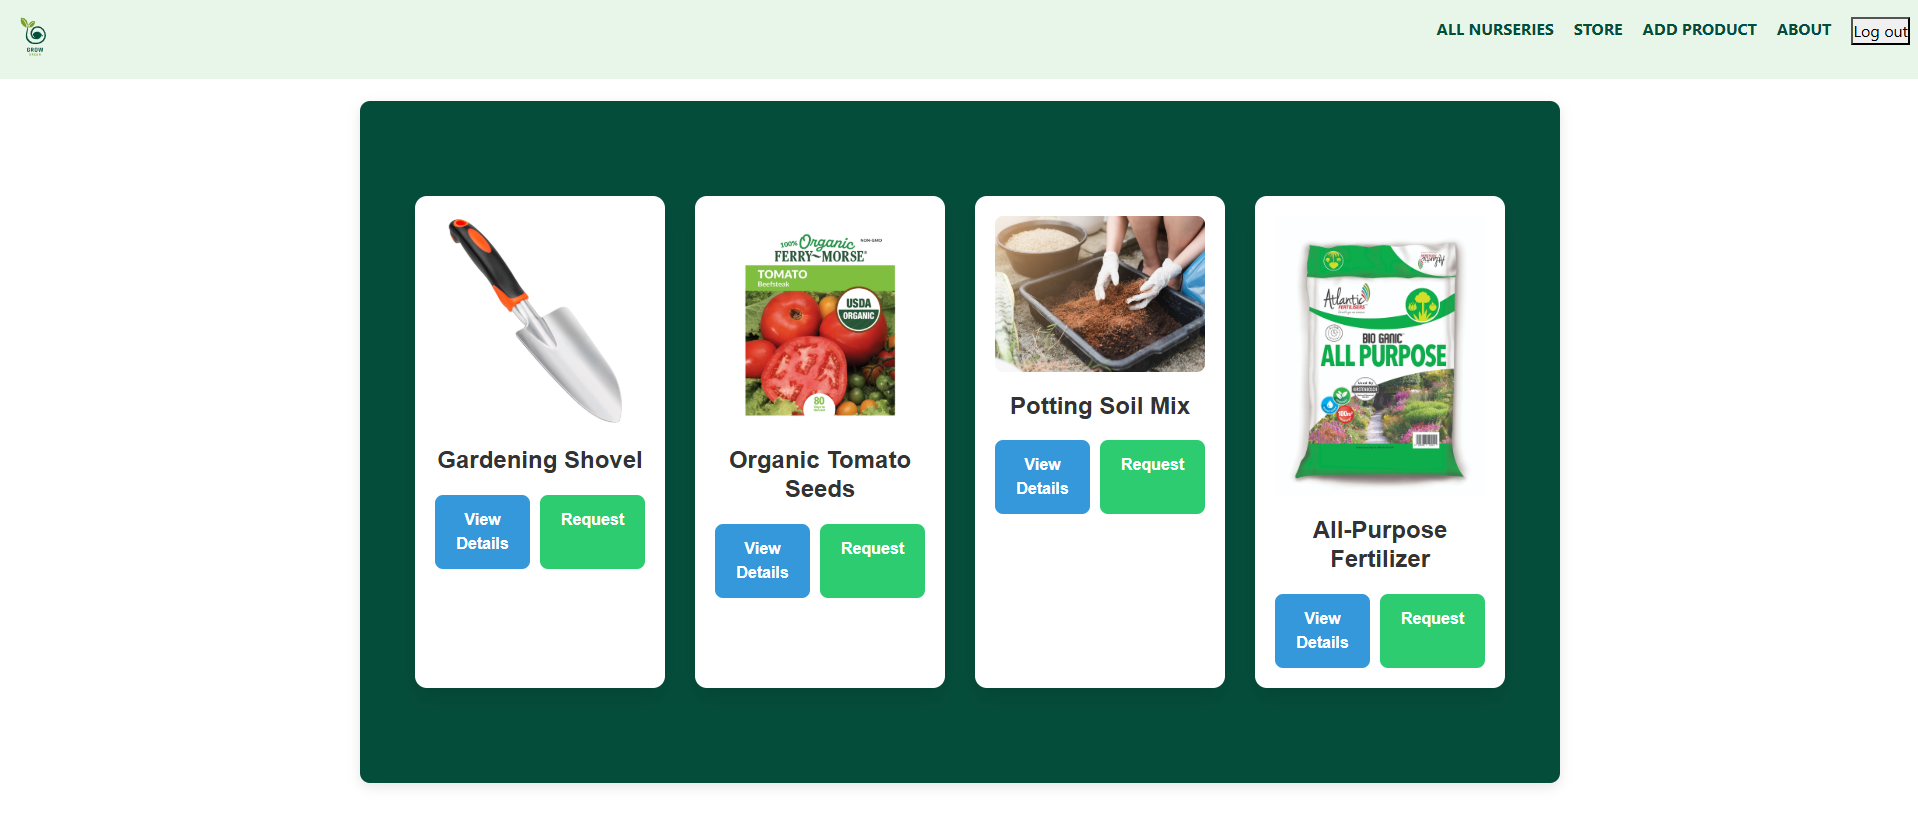 GROW
ALL NURSERIES
STORE
ADD PRODUCT
ABOUT
Log out
Gardening Shovel
View
Details
Request
100% Organic
NON-GMO
FERRY-MORSE
TOMATO
Beefsteak
USDA
ORGANIC
80
Organic Tomato
Seeds
View
Details
Request
Potting Soil Mix
View
Details
Request
Atlantic
FERTILISERS
BIO GANIC
ALL PURPOSE
All-Purpose
Fertilizer
View
Details
Request